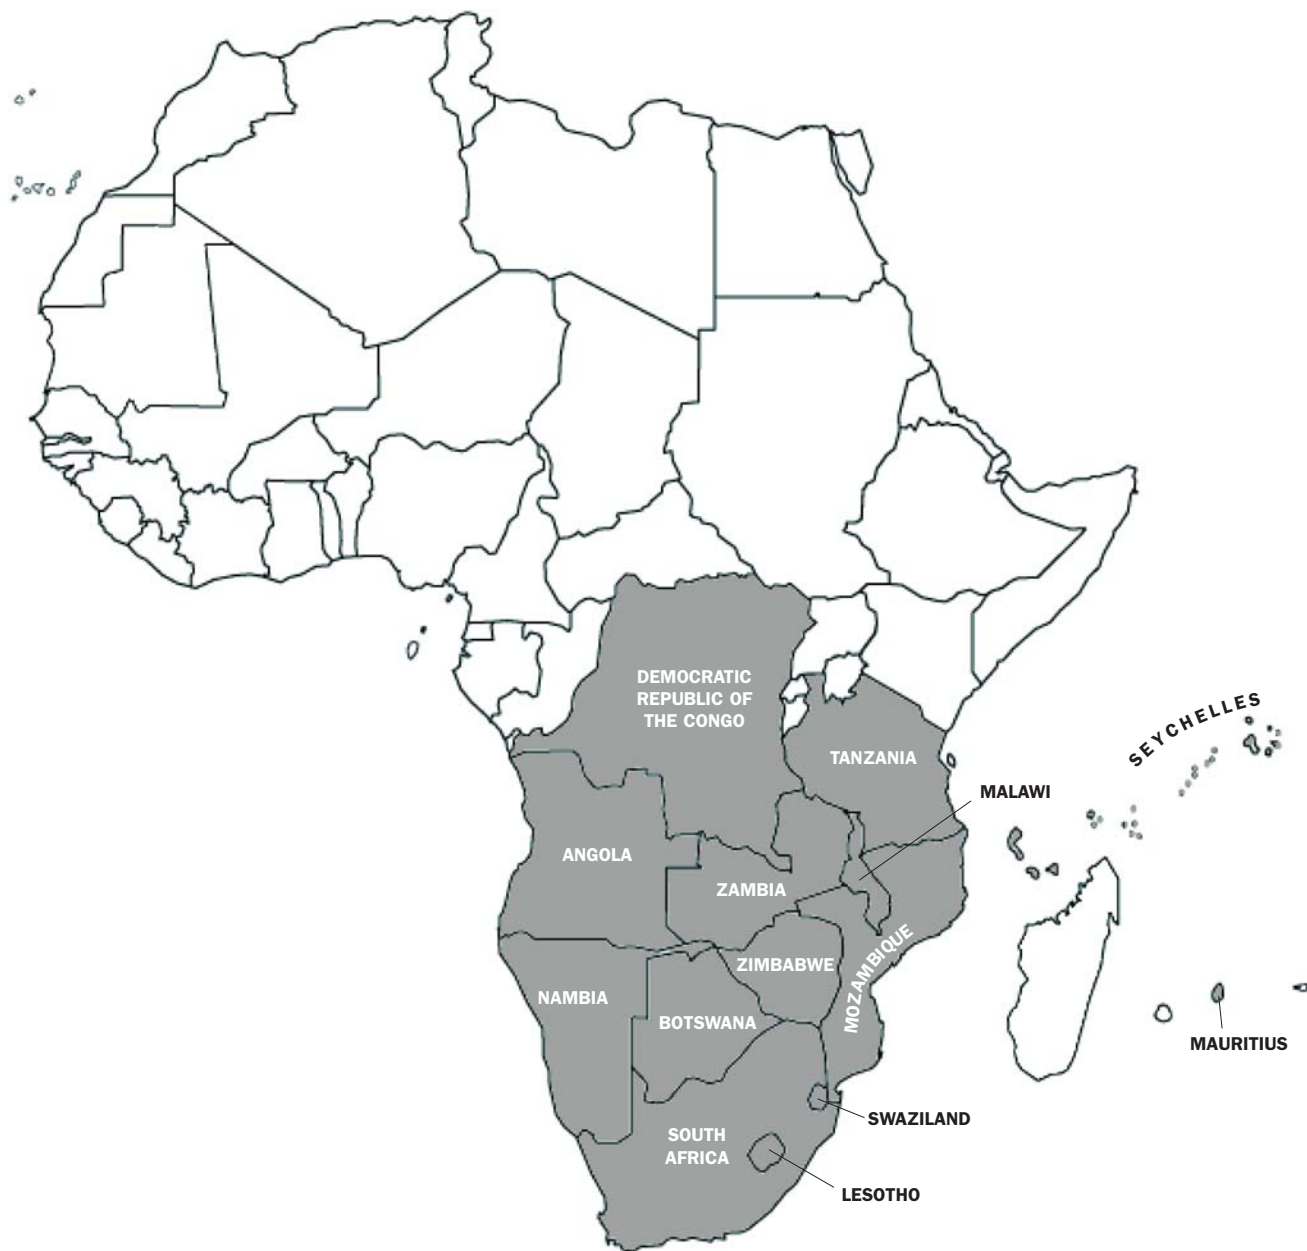 DEMOCRATIC
REPUBLIC OF
THE CONGO
SEYCHELLES
TANZANIA
MALAWI
ANGOLA
ZAMBIA
MOZAMBIQUE
ZIMBABWE
NAMBIA
BOTSWANA
MAURITIUS
SWAZILAND
SOUTH
AFRICA
LESOTHO